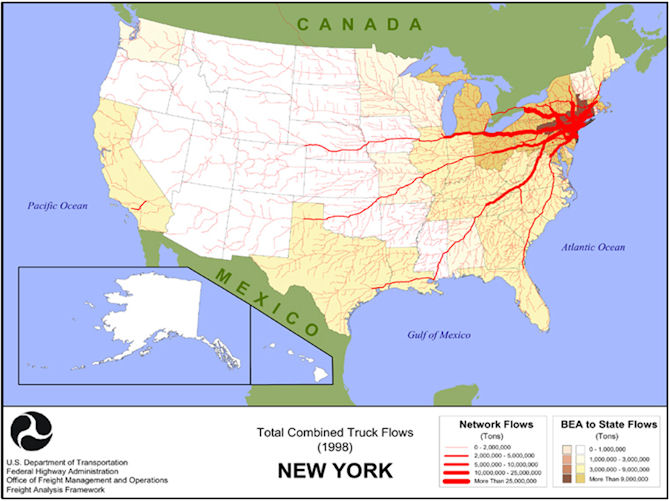 CANADA
Pacific Ocean
Atlantic Ocean
MEXICO
Gulf of Mexico
U.S. Department of Transportation
Federal Highway Administration
Office of Freight Management and Operations
Freight Analysis Framework
Total Combined Truck Flows
(1998)
NEW YORK
Network Flows
(Tons)
0 - 2,000,000
2,000,000 - 5,000,000
5,000,000 - 10,000,000
10,000,000 - 25,000,000
More Than 25,000,000
BEA to State Flows
(Tons)
0 - 1,000,000
1,000,000 - 3,000,000
3,000,000 - 9,000,000
More Than 9,000,000